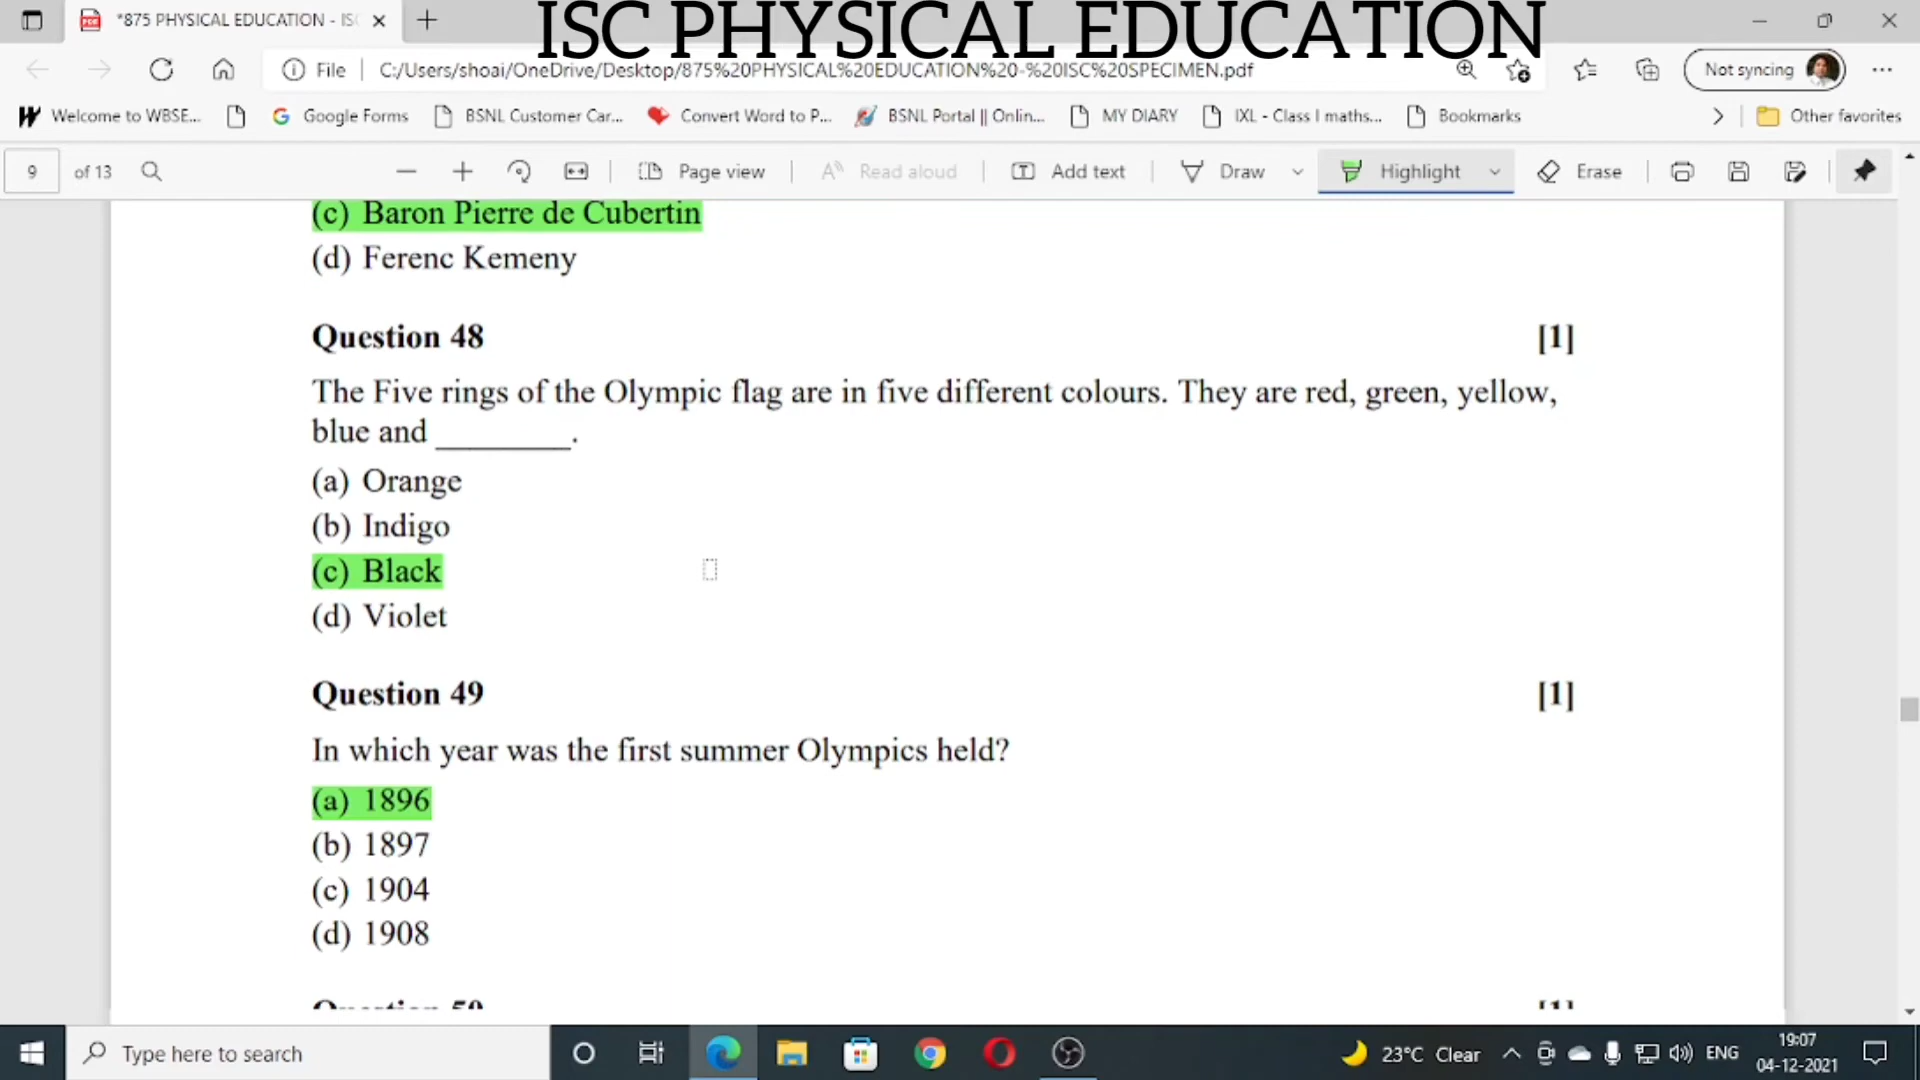 *875 PHYSICAL EDUCATION - ISC
ISC PHYSICAL EDUCATION
File
C:/Users/shoai/OneDrive/Desktop/875%20PHYSICAL%20EDUCATION%20-%20ISC%20SPECIMEN.pdf
Not syncing
Welcome to WBSE...
Google Forms
BSNL Customer Car...
Convert Word to P...
BSNL Portal || Onlin...
MY DIARY
IXL - Class I maths...
Bookmarks
Other favorites
9 of 13
Page view
Read aloud
Add text
Draw
Highlight
Erase
(c) Baron Pierre de Cubertin
(d) Ferenc Kemeny
Question 48 [1]
The Five rings of the Olympic flag are in five different colours. They are red, green, yellow,
blue and ________.
(a) Orange
(b) Indigo
(c) Black
(d) Violet
Question 49 [1]
In which year was the first summer Olympics held?
(a) 1896
(b) 1897
(c) 1904
(d) 1908
Question 50 [1]
Type here to search
23°C Clear
ENG
19:07
04-12-2021